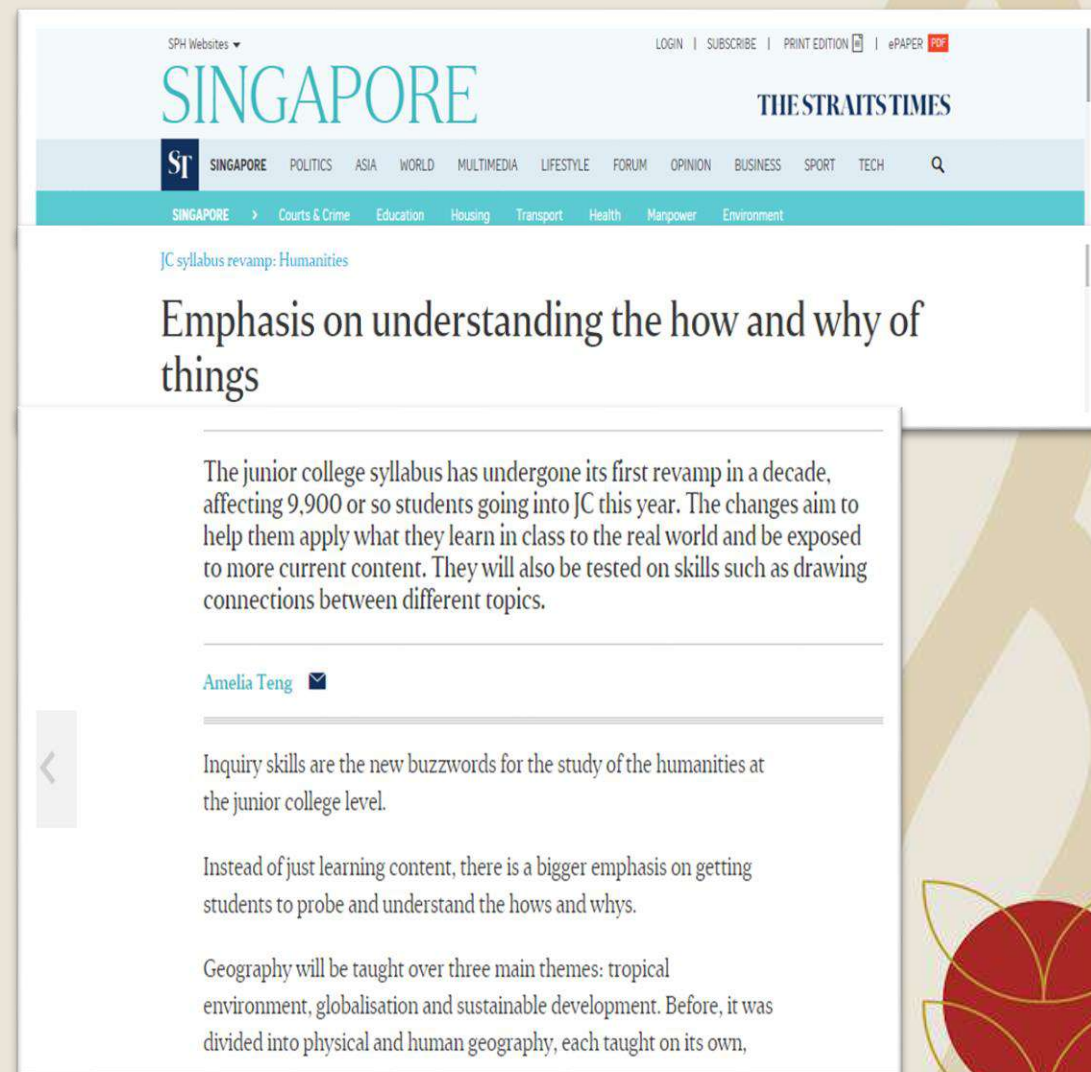 SPH Websites
LOGIN | SUBSCRIBE | PRINT EDITION | ePAPER PDF
SINGAPORE
THE STRAITS TIMES
ST SINGAPORE POLITICS ASIA WORLD MULTIMEDIA LIFESTYLE FORUM OPINION BUSINESS SPORT TECH
SINGAPORE > Courts & Crime Education Housing Transport Health Manpower Environment
JC syllabus revamp: Humanities
Emphasis on understanding the how and why of
things
The junior college syllabus has undergone its first revamp in a decade,
affecting 9,900 or so students going into JC this year. The changes aim to
help them apply what they learn in class to the real world and be exposed
to more current content. They will also be tested on skills such as drawing
connections between different topics.
Amelia Teng
Inquiry skills are the new buzzwords for the study of the humanities at
the junior college level.
Instead of just learning content, there is a bigger emphasis on getting
students to probe and understand the hows and whys.
Geography will be taught over three main themes: tropical
environment, globalisation and sustainable development. Before, it was
divided into physical and human geography, each taught on its own,